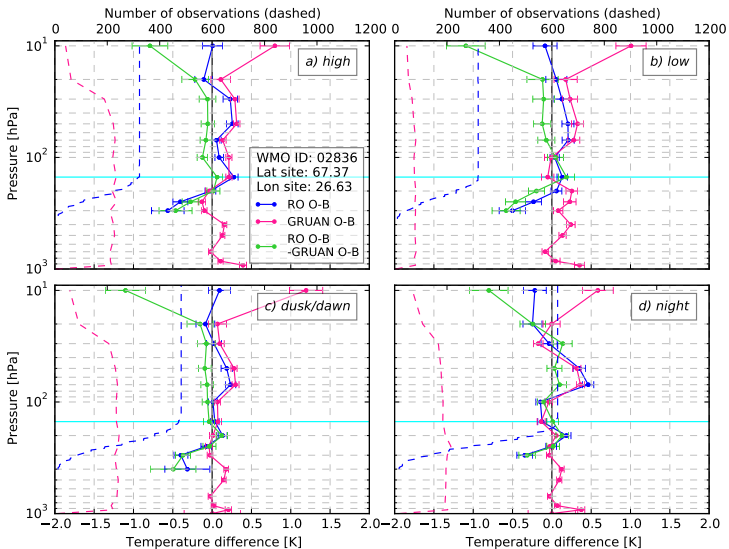 Number of observations (dashed) Number of observations (dashed)
0 200 400 600 800 1000 1200 0 200 400 600 800 1000 1200
10¹
a) high
b) low
Pressure [hPa]
10²
WMO ID: 02836
Lat site: 67.37
Lon site: 26.63
RO O-B
GRUAN O-B
RO O-B
-GRUAN O-B
10³
10¹
c) dusk/dawn
d) night
Pressure [hPa]
10²
10³
−2.0 −1.5 −1.0 −0.5 0.0 0.5 1.0 1.5 2.0 −2.0 −1.5 −1.0 −0.5 0.0 0.5 1.0 1.5 2.0
Temperature difference [K] Temperature difference [K]